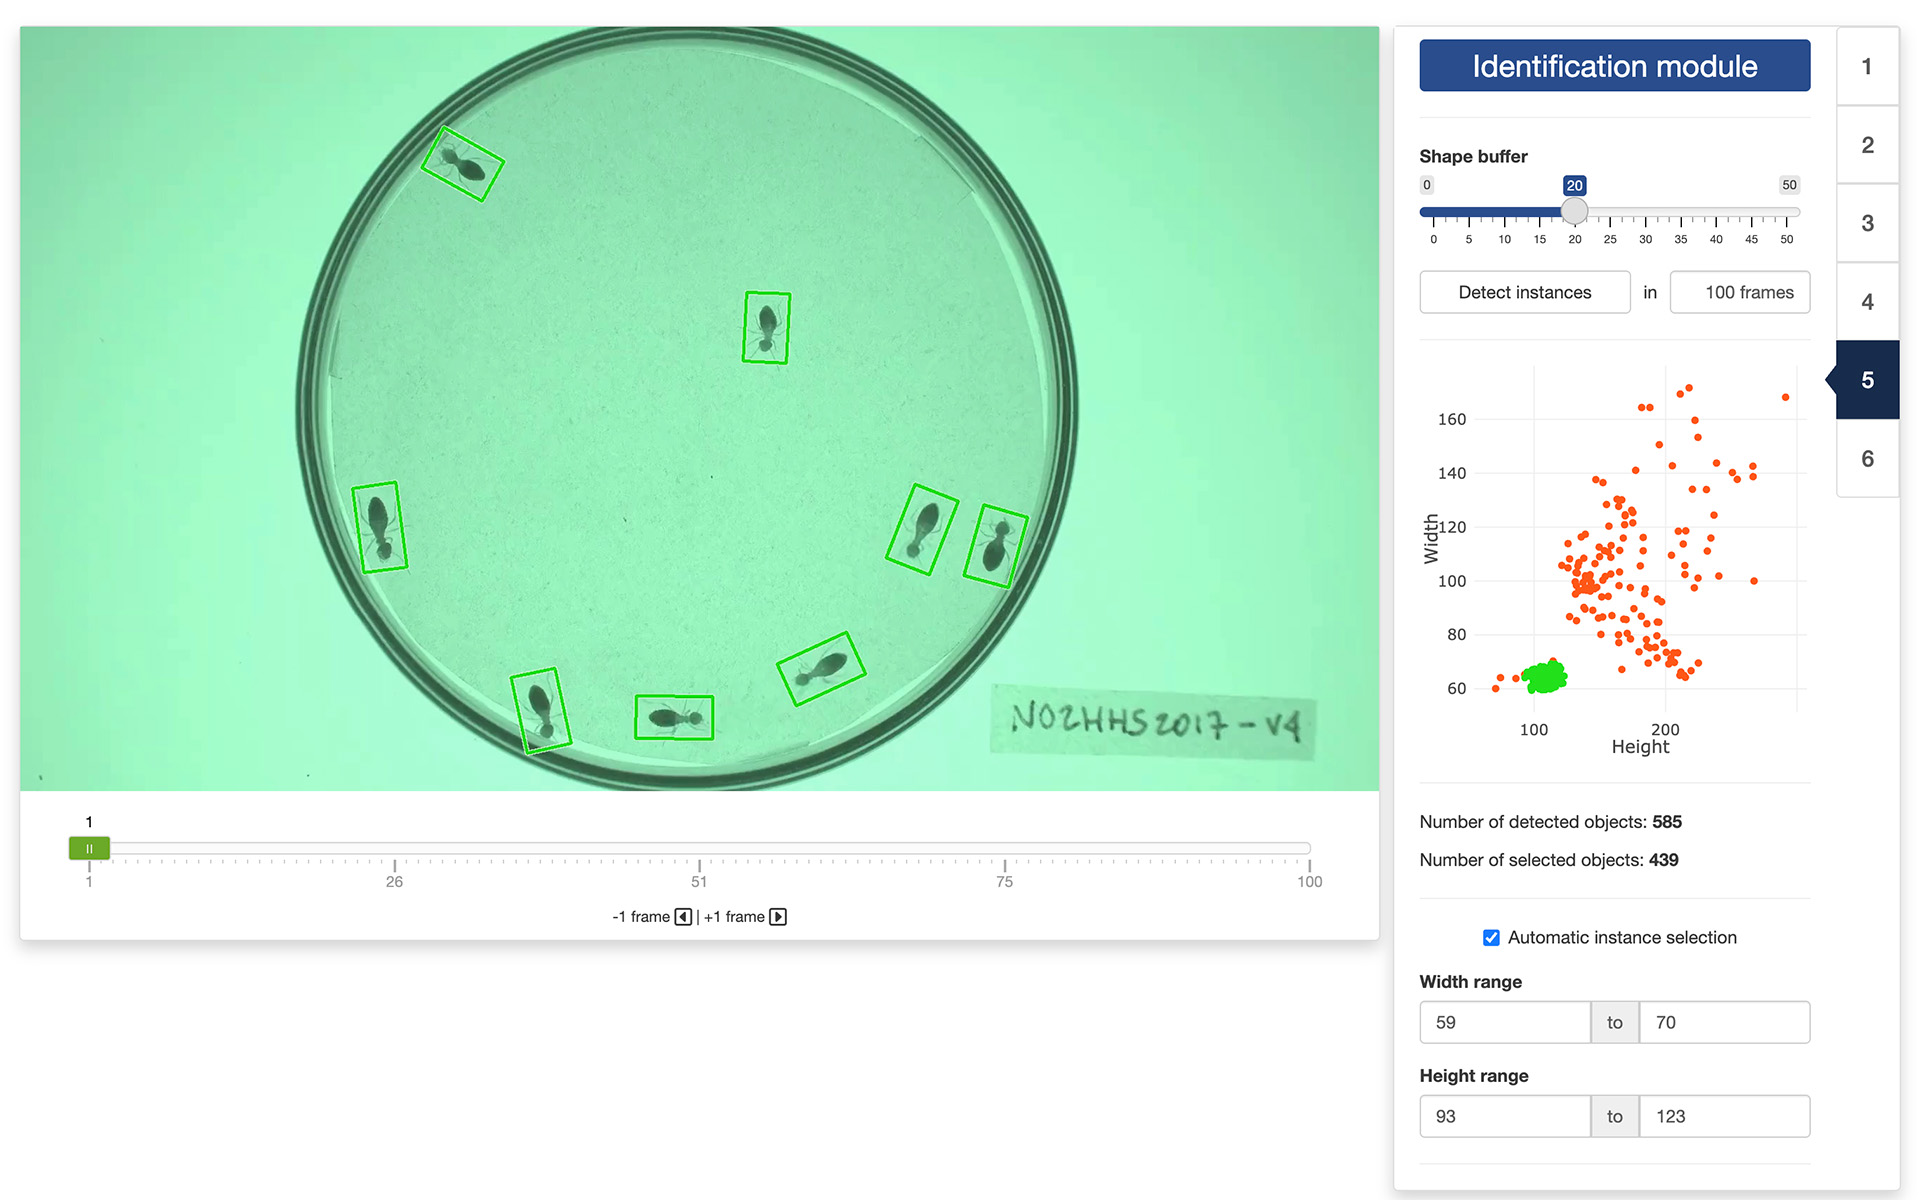 NO2HHS2017-V4
1
1
26
51
75
100
-1 frame | +1 frame
Identification module
Shape buffer
0
20
50
0 5 10 15 20 25 30 35 40 45 50
Detect instances in 100 frames
160
140
120
100
80
60
Width
100 200
Height
Number of detected objects: 585
Number of selected objects: 439
Automatic instance selection
Width range
59 to 70
Height range
93 to 123
1
2
3
4
5
6